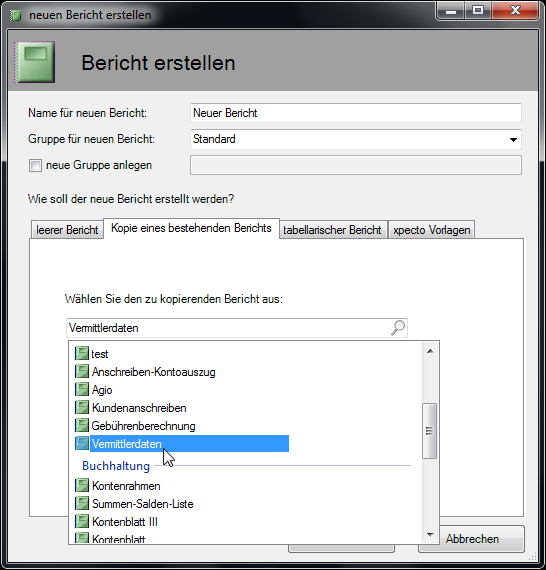 neuen Bericht erstellen
Bericht erstellen
Name für neuen Bericht: Neuer Bericht
Gruppe für neuen Bericht: Standard
neue Gruppe anlegen
Wie soll der neue Bericht erstellt werden?
leerer Bericht Kopie eines bestehenden Berichts tabellarischer Bericht xpecto Vorlagen
Wählen Sie den zu kopierenden Bericht aus:
Vermittlerdaten
test
Anschreiben-Kontoauszug
Agio
Kundenanschreiben
Gebührenberechnung
Vermittlerdaten
Buchhaltung
Kontenrahmen
Summen-Salden-Liste
Kontenblatt III
Kontenblatt
Abbrechen